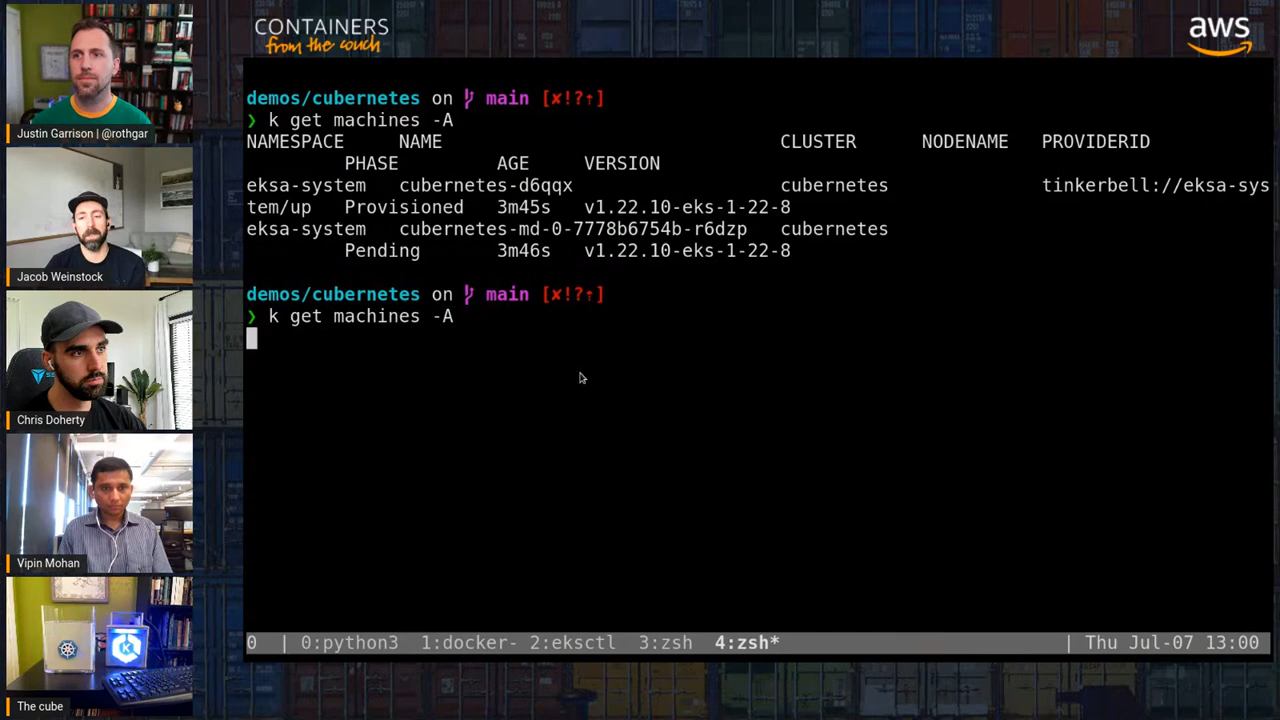 CONTAINERS
from the couch
aws
Justin Garrison | @rothgar
Jacob Weinstock
Chris Doherty
Vipin Mohan
The cube
demos/cubernetes on main [✘!?⇡]
❯ k get machines -A
NAMESPACE NAME CLUSTER NODENAME PROVIDERID
PHASE AGE VERSION
eksa-system cubernetes-d6qqx cubernetes tinkerbell://eksa-sys
tem/up Provisioned 3m45s v1.22.10-eks-1-22-8
eksa-system cubernetes-md-0-7778b6754b-r6dzp cubernetes
Pending 3m46s v1.22.10-eks-1-22-8
demos/cubernetes on main [✘!?⇡]
❯ k get machines -A
0 | 0:python3 1:docker- 2:eksctl 3:zsh 4:zsh* | Thu Jul-07 13:00